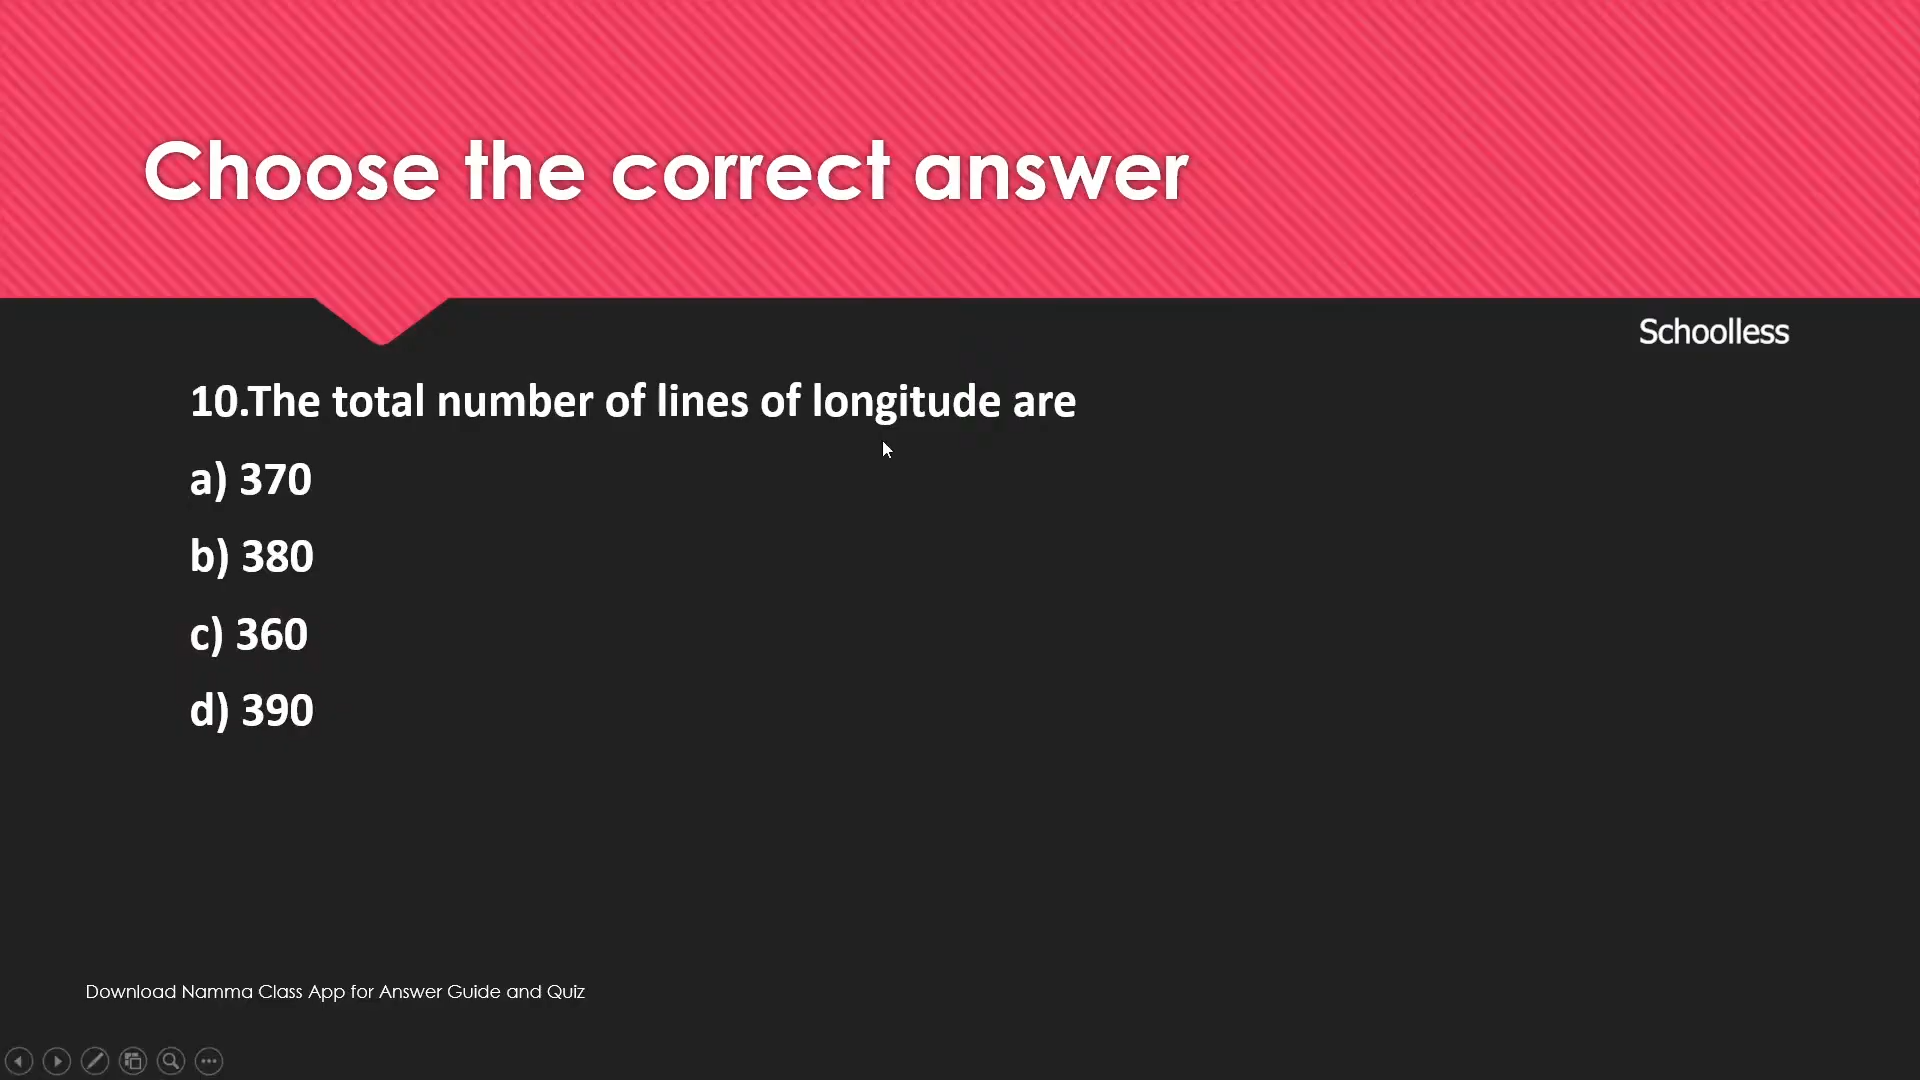 Choose the correct answer
Schoolless
10.The total number of lines of longitude are
a) 370
b) 380
c) 360
d) 390
Download Namma Class App for Answer Guide and Quiz